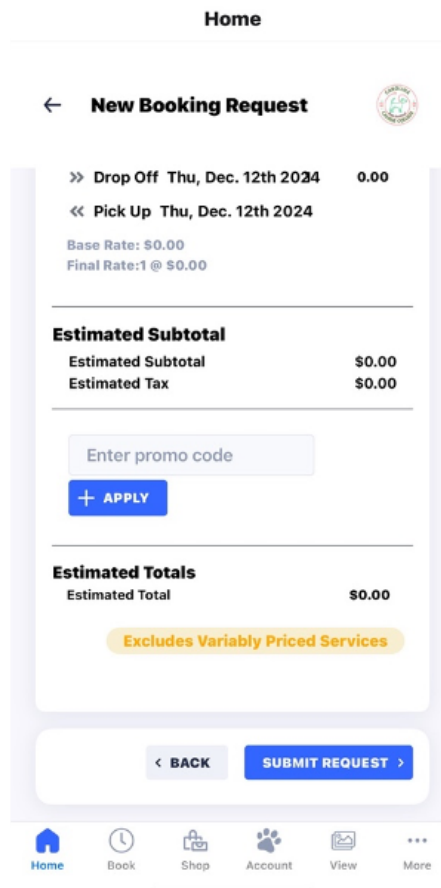 Home
New Booking Request
>> Drop Off Thu, Dec. 12th 2024 0.00
<< Pick Up Thu, Dec. 12th 2024
Base Rate: $0.00
Final Rate:1 @ $0.00
Estimated Subtotal
Estimated Subtotal $0.00
Estimated Tax $0.00
Enter promo code
+ APPLY
Estimated Totals
Estimated Total $0.00
Excludes Variably Priced Services
< BACK
SUBMIT REQUEST >
Home Book Shop Account View More